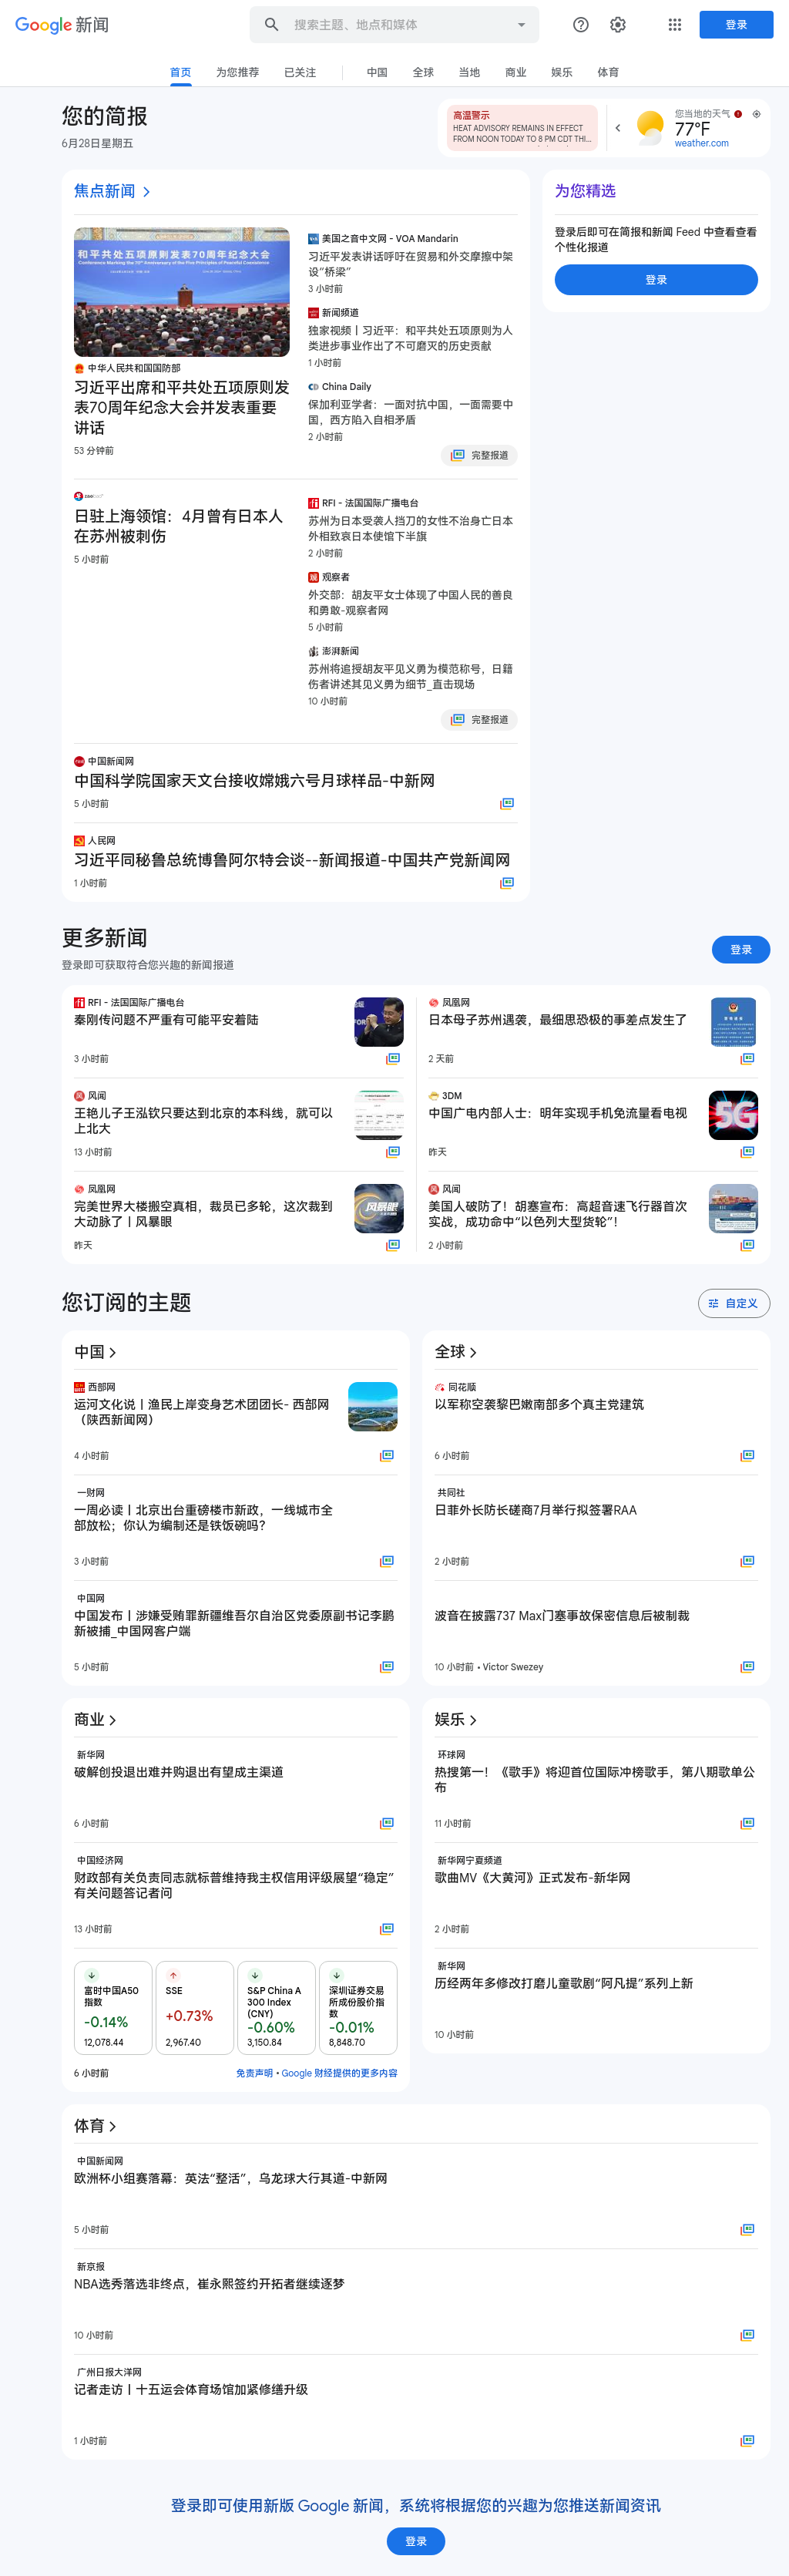 Google 新闻
搜索主题、地点和媒体
登录
首页
为您推荐
已关注
中国
全球
当地
商业
娱乐
体育
您的简报
6月28日星期五
高温警示
HEAT ADVISORY REMAINS IN EFFECT
FROM NOON TODAY TO 8 PM CDT THI...
您当地的天气
77°F
weather.com
焦点新闻
和平共处五项原则发表70周年纪念大会
Conference Marking the 70th Anniversary of the Five Principles of Peaceful Coexistence
中华人民共和国国防部
习近平出席和平共处五项原则发
表70周年纪念大会并发表重要
讲话
53 分钟前
美国之音中文网 - VOA Mandarin
习近平发表讲话呼吁在贸易和外交摩擦中架
设“桥梁”
3 小时前
新闻频道
独家视频丨习近平：和平共处五项原则为人
类进步事业作出了不可磨灭的历史贡献
1 小时前
China Daily
保加利亚学者：一面对抗中国，一面需要中
国，西方陷入自相矛盾
2 小时前
完整报道
日驻上海领馆：4月曾有日本人
在苏州被刺伤
5 小时前
RFI - 法国国际广播电台
苏州为日本受袭人挡刀的女性不治身亡日本
外相致哀日本使馆下半旗
2 小时前
观察者
外交部：胡友平女士体现了中国人民的善良
和勇敢-观察者网
5 小时前
澎湃新闻
苏州将追授胡友平见义勇为模范称号，日籍
伤者讲述其见义勇为细节_直击现场
10 小时前
完整报道
中国新闻网
中国科学院国家天文台接收嫦娥六号月球样品-中新网
5 小时前
人民网
习近平同秘鲁总统博鲁阿尔特会谈--新闻报道-中国共产党新闻网
1 小时前
为您精选
登录后即可在简报和新闻 Feed 中查看查看
个性化报道
登录
更多新闻
登录即可获取符合您兴趣的新闻报道
登录
RFI - 法国国际广播电台
秦刚传问题不严重有可能平安着陆
3 小时前
凤凰网
日本母子苏州遇袭，最细思恐极的事差点发生了
2 天前
风闻
王艳儿子王泓钦只要达到北京的本科线，就可以
上北大
13 小时前
3DM
中国广电内部人士：明年实现手机免流量看电视
5G
昨天
凤凰网
完美世界大楼搬空真相，裁员已多轮，这次裁到
大动脉了丨风暴眼
风暴眼
昨天
风闻
美国人破防了！胡塞宣布：高超音速飞行器首次
实战，成功命中“以色列大型货轮”！
2 小时前
您订阅的主题
自定义
中国
西部网
运河文化说丨渔民上岸变身艺术团团长- 西部网
（陕西新闻网）
4 小时前
一财网
一周必读丨北京出台重磅楼市新政，一线城市全
部放松；你认为编制还是铁饭碗吗？
3 小时前
中国网
中国发布丨涉嫌受贿罪新疆维吾尔自治区党委原副书记李鹏
新被捕_中国网客户端
5 小时前
全球
同花顺
以军称空袭黎巴嫩南部多个真主党建筑
6 小时前
共同社
日菲外长防长磋商7月举行拟签署RAA
2 小时前
波音在披露737 Max门塞事故保密信息后被制裁
10 小时前 • Victor Swezey
商业
新华网
破解创投退出难并购退出有望成主渠道
6 小时前
中国经济网
财政部有关负责同志就标普维持我主权信用评级展望“稳定”
有关问题答记者问
13 小时前
富时中国A50
指数
-0.14%
12,078.44
SSE
+0.73%
2,967.40
S&P China A
300 Index
(CNY)
-0.60%
3,150.84
深圳证券交易
所成份股价指
数
-0.01%
8,848.70
6 小时前
免责声明 • Google 财经提供的更多内容
娱乐
环球网
热搜第一！《歌手》将迎首位国际冲榜歌手，第八期歌单公
布
11 小时前
新华网宁夏频道
歌曲MV《大黄河》正式发布-新华网
2 小时前
新华网
历经两年多修改打磨儿童歌剧“阿凡提”系列上新
10 小时前
体育
中国新闻网
欧洲杯小组赛落幕：英法“整活”，乌龙球大行其道-中新网
5 小时前
新京报
NBA选秀落选非终点，崔永熙签约开拓者继续逐梦
10 小时前
广州日报大洋网
记者走访丨十五运会体育场馆加紧修缮升级
1 小时前
登录即可使用新版 Google 新闻，系统将根据您的兴趣为您推送新闻资讯
登录